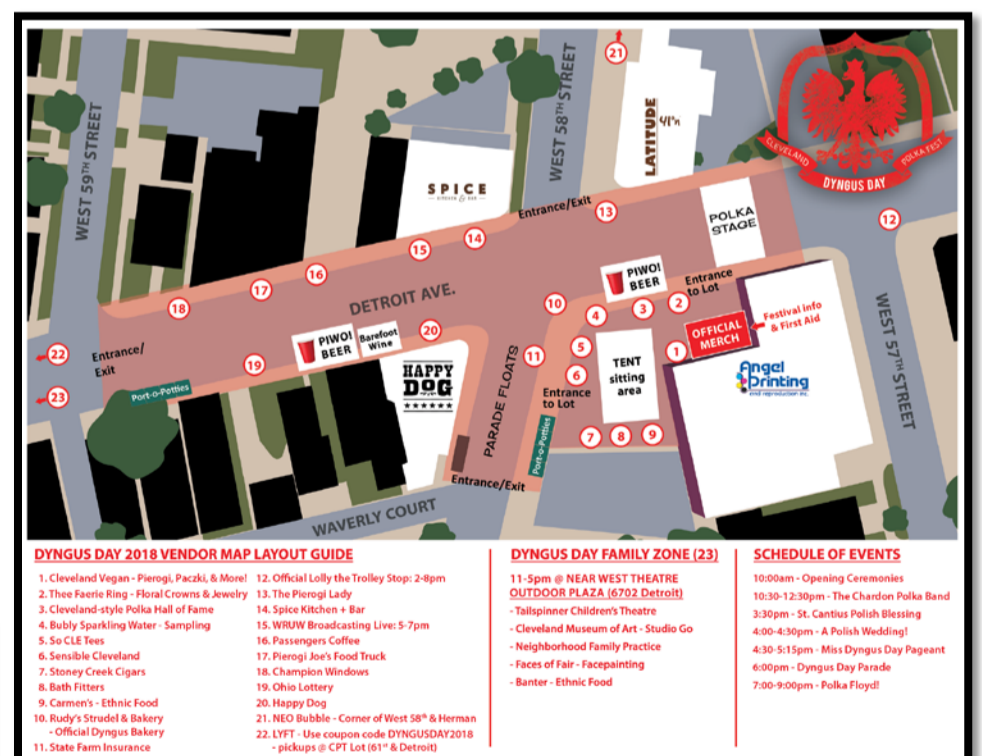 21
WEST 59TH STREET
WEST 58TH STREET
LATITUDE 41°n
CLEVELAND POLKA FEST
DYNGUS DAY
SPICE
KITCHEN & BAR
Entrance/Exit
13
POLKA
STAGE
12
14
15
16
17
18
DETROIT AVE.
PIWO!
BEER
Entrance
to Lot
10
4
3
2
OFFICIAL
MERCH
Festival info
& First Aid
WEST 57TH STREET
22
23
Entrance/
Exit
Port-o-Potties
19
PIWO!
BEER
Barefoot
Wine
20
HAPPY
DOG
PARADE FLOATS
11
5
6
TENT
sitting
area
1
Angel
Printing
and reproduction inc.
Entrance
to Lot
Port-o-Potties
7
8
9
Entrance/Exit
WAVERLY COURT
DYNGUS DAY 2018 VENDOR MAP LAYOUT GUIDE
1. Cleveland Vegan - Pierogi, Paczki, & More!
2. Thee Faerie Ring - Floral Crowns & Jewelry
3. Cleveland-style Polka Hall of Fame
4. Bubly Sparkling Water - Sampling
5. So CLE Tees
6. Sensible Cleveland
7. Stoney Creek Cigars
8. Bath Fitters
9. Carmen's - Ethnic Food
10. Rudy's Strudel & Bakery
- Official Dyngus Bakery
11. State Farm Insurance
12. Official Lolly the Trolley Stop: 2-8pm
13. The Pierogi Lady
14. Spice Kitchen + Bar
15. WRUW Broadcasting Live: 5-7pm
16. Passengers Coffee
17. Pierogi Joe's Food Truck
18. Champion Windows
19. Ohio Lottery
20. Happy Dog
21. NEO Bubble - Corner of West 58th & Herman
22. LYFT - Use coupon code DYNGUSDAY2018
- pickups @ CPT Lot (61st & Detroit)
DYNGUS DAY FAMILY ZONE (23)
11-5pm @ NEAR WEST THEATRE
OUTDOOR PLAZA (6702 Detroit)
- Tailspinner Children's Theatre
- Cleveland Museum of Art - Studio Go
- Neighborhood Family Practice
- Faces of Fair - Facepainting
- Banter - Ethnic Food
SCHEDULE OF EVENTS
10:00am - Opening Ceremonies
10:30-12:30pm - The Chardon Polka Band
3:30pm - St. Cantius Polish Blessing
4:00-4:30pm - A Polish Wedding!
4:30-5:15pm - Miss Dyngus Day Pageant
6:00pm - Dyngus Day Parade
7:00-9:00pm - Polka Floyd!